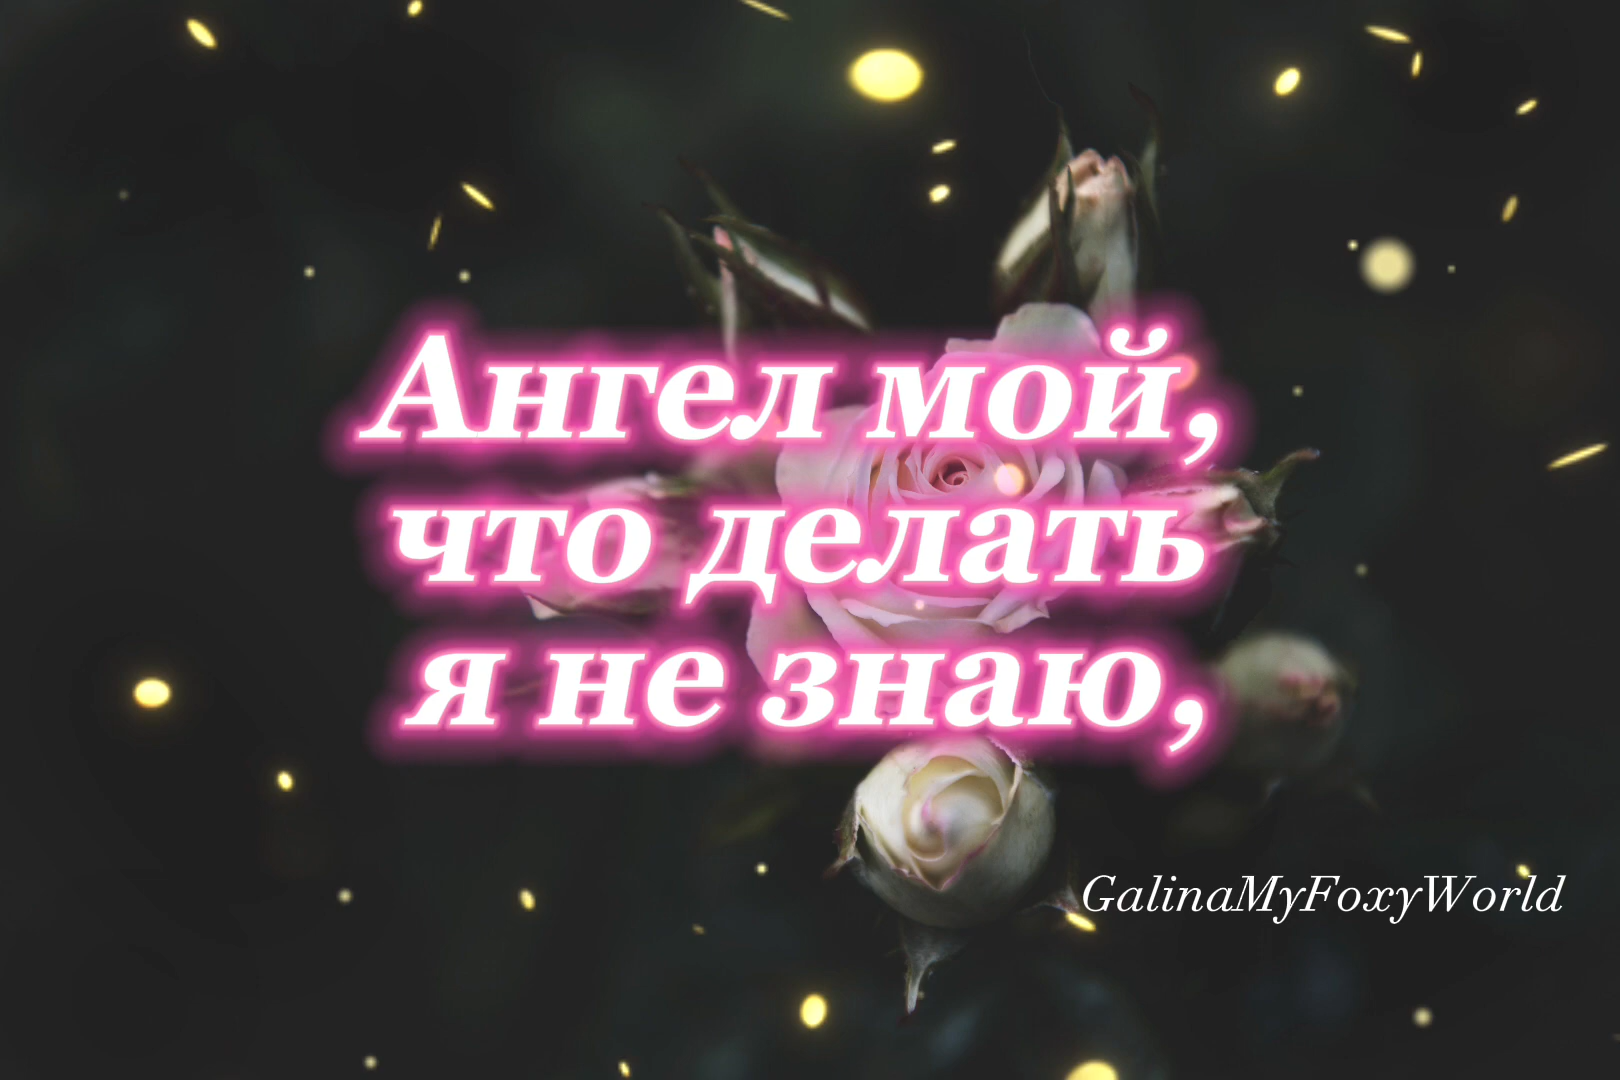 Ангел мой,
что делать
я не знаю,
GalinaMyFoxyWorld